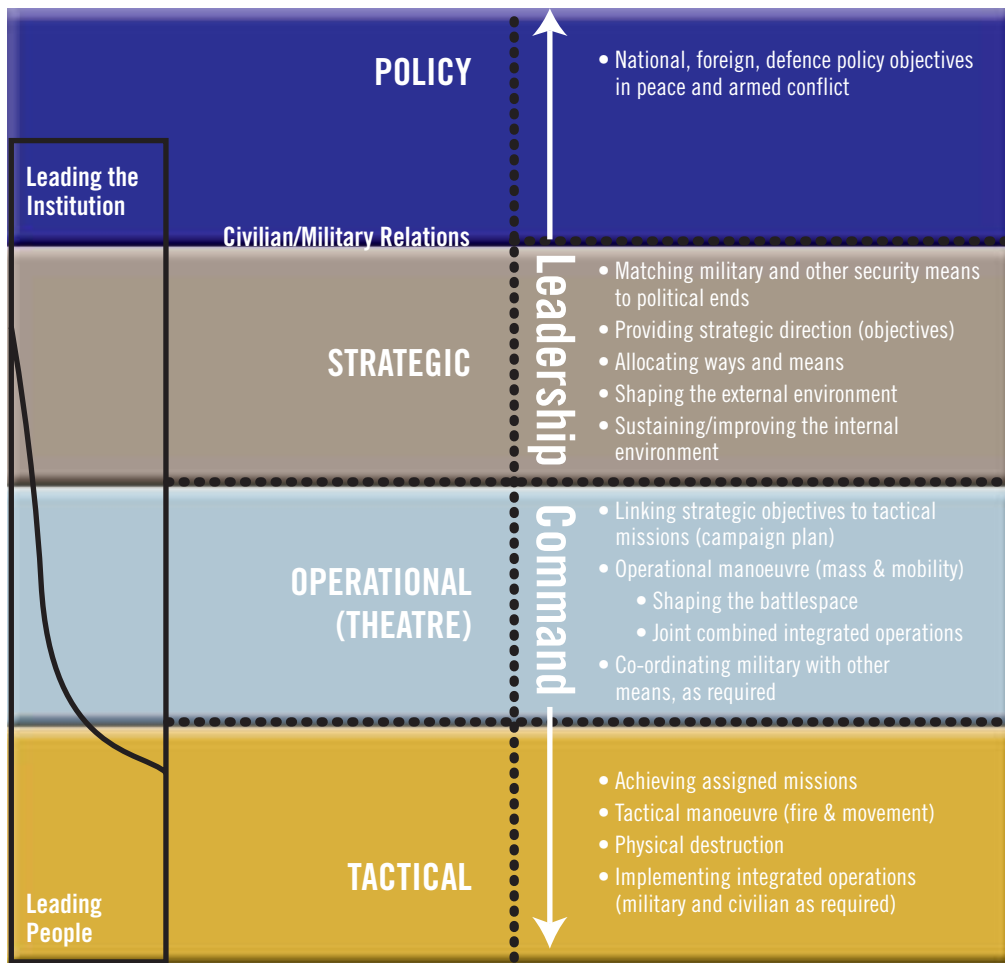 POLICY
• National, foreign, defence policy objectives
in peace and armed conflict
Leading the
Institution
Civilian/Military Relations
Leadership
STRATEGIC
• Matching military and other security means
to political ends
• Providing strategic direction (objectives)
• Allocating ways and means
• Shaping the external environment
• Sustaining/improving the internal
environment
Command
OPERATIONAL
(THEATRE)
• Linking strategic objectives to tactical
missions (campaign plan)
• Operational manoeuvre (mass & mobility)
• Shaping the battlespace
• Joint combined integrated operations
• Co-ordinating military with other
means, as required
TACTICAL
• Achieving assigned missions
• Tactical manoeuvre (fire & movement)
• Physical destruction
• Implementing integrated operations
(military and civilian as required)
Leading
People